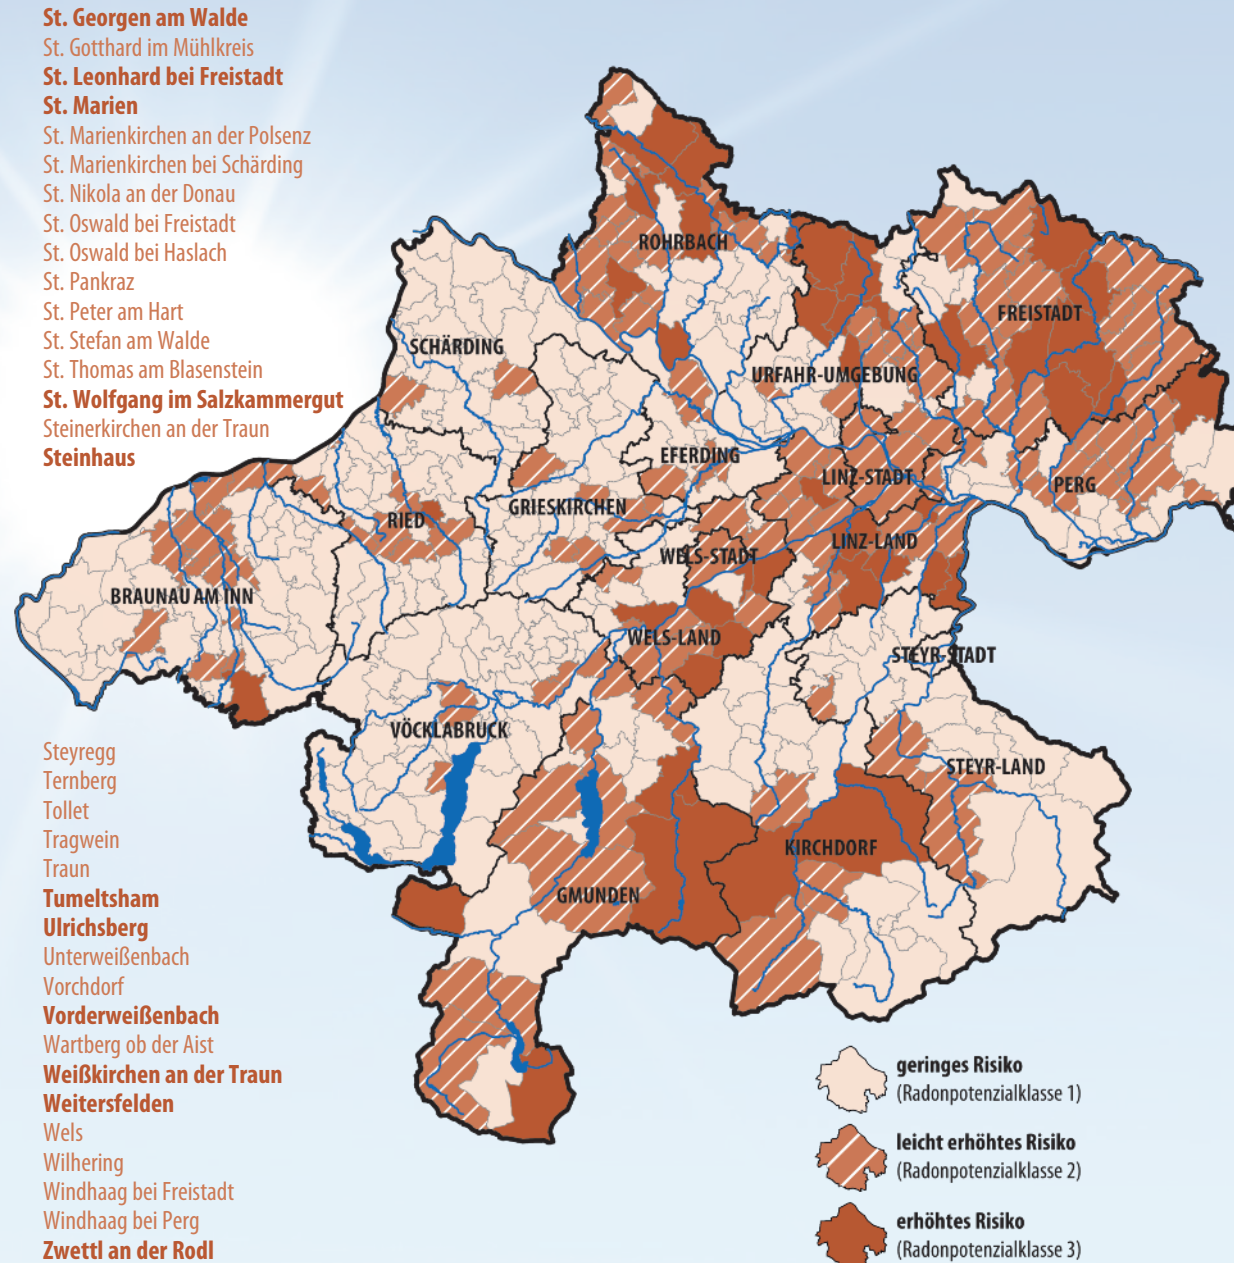 St. Georgen am Walde
St. Gotthard im Mühlkreis
St. Leonhard bei Freistadt
St. Marien
St. Marienkirchen an der Polsenz
St. Marienkirchen bei Schärding
St. Nikola an der Donau
St. Oswald bei Freistadt
St. Oswald bei Haslach
St. Pankraz
St. Peter am Hart
St. Stefan am Walde
St. Thomas am Blasenstein
St. Wolfgang im Salzkammergut
Steinerkirchen an der Traun
Steinhaus
Steyregg
Ternberg
Tollet
Tragwein
Traun
Tumeltsham
Ulrichsberg
Unterweißenbach
Vorchdorf
Vorderweißenbach
Wartberg ob der Aist
Weißkirchen an der Traun
Weitersfelden
Wels
Wilhering
Windhaag bei Freistadt
Windhaag bei Perg
Zwettl an der Rodl
ROHRBACH
FREISTADT
SCHÄRDING
URFAHR-UMGEBUNG
EFERDING
LINZ-STADT
PERG
GRIESKIRCHEN
RIED
LINZ-LAND
WELS-STADT
BRAUNAU AM INN
WELS-LAND
STEYR-STADT
VÖCKLABRUCK
STEYR-LAND
KIRCHDORF
GMUNDEN
geringes Risiko
(Radonpotenzialklasse 1)
leicht erhöhtes Risiko
(Radonpotenzialklasse 2)
erhöhtes Risiko
(Radonpotenzialklasse 3)